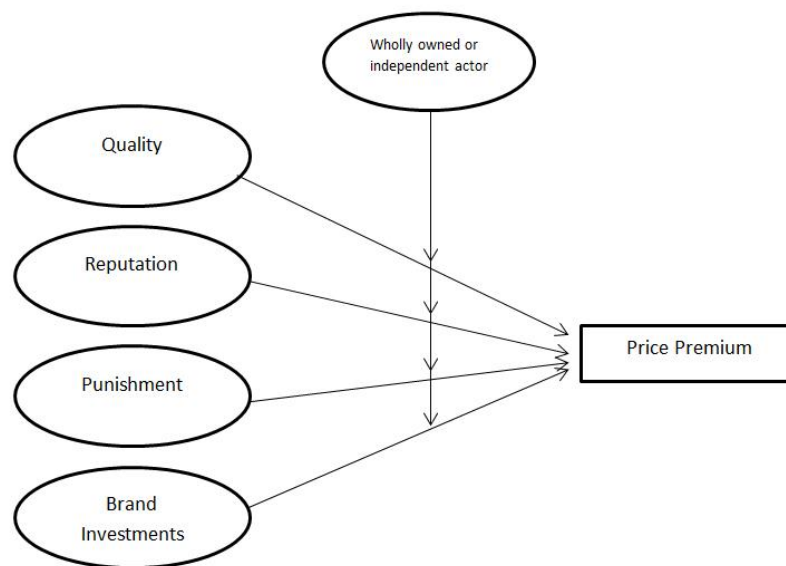 Wholly owned or
independent actor
Quality
Reputation
Price Premium
Punishment
Brand
Investments